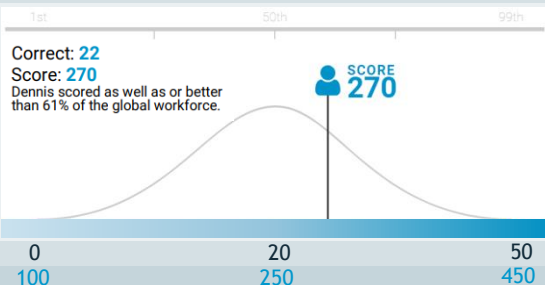 1st 50th 99th
Correct: 22
Score: 270
Dennis scored as well as or better
than 61% of the global workforce.
SCORE
270
0 20 50
100 250 450